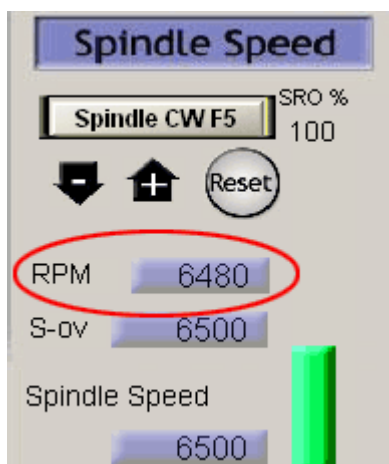 Spindle Speed
Spindle CW F5
SRO %
100
-
+
Reset
RPM 6480
S-ov 6500
Spindle Speed
6500